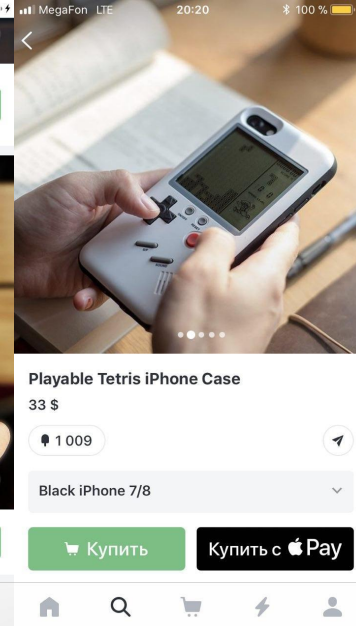 MegaFon LTE 20:20 100 %
Playable Tetris iPhone Case
33 $
1 009
Black iPhone 7/8
Купить
Купить с Pay